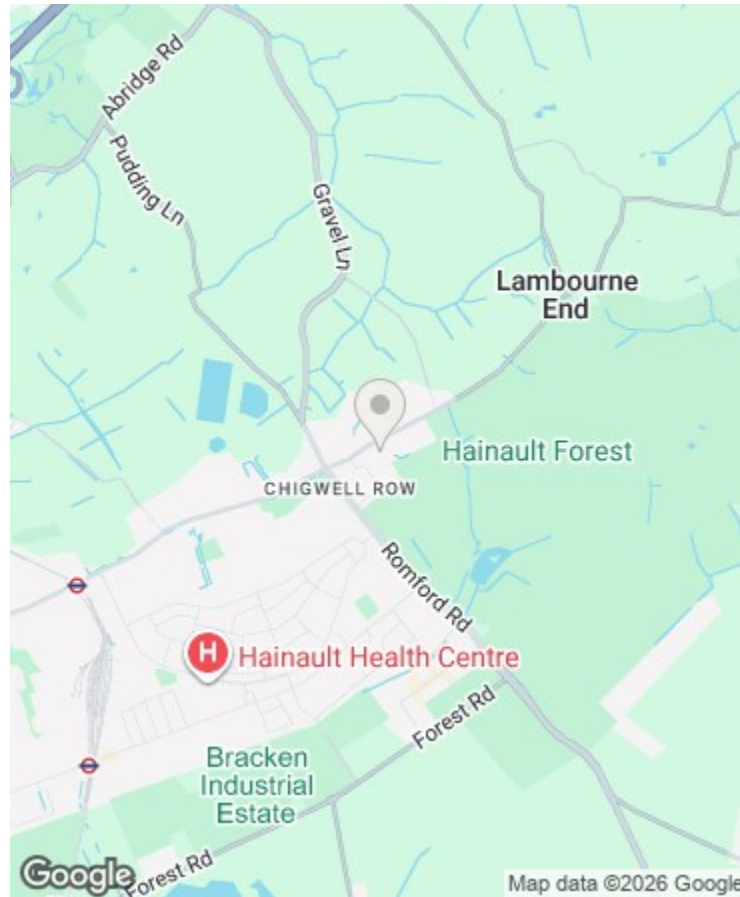 Abridge Rd
Pudding Ln
Gravel Ln
Lambourne
End
Hainault Forest
CHIGWELL ROW
Romford Rd
H
Hainault Health Centre
Forest Rd
Bracken
Industrial
Estate
Forest Rd
Google
Map data ©2026 Google